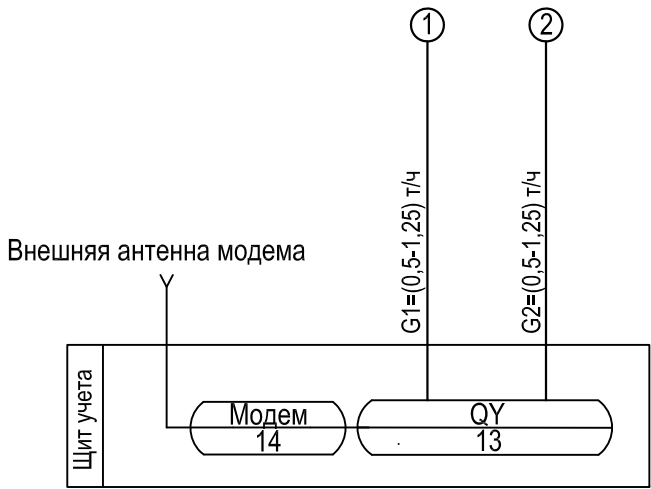 1
2
G1=(0,5-1,25) т/ч
G2=(0,5-1,25) т/ч
Внешняя антенна модема
Щит учета
Модем
14
QY
13